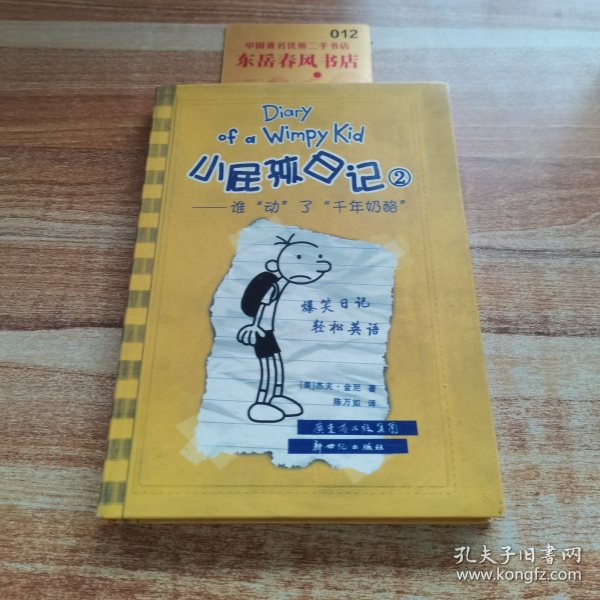 012
中国著名优质二手书店
东岳春风书店
Diary
of a Wimpy Kid
小屁孩日记②
——谁“动”了“千年奶酪”
爆笑日记
轻松英语
[美]杰夫·金尼 著
陈万如 译
广东省出版集团
新世纪出版社
孔夫子旧书网
www.kongfz.com